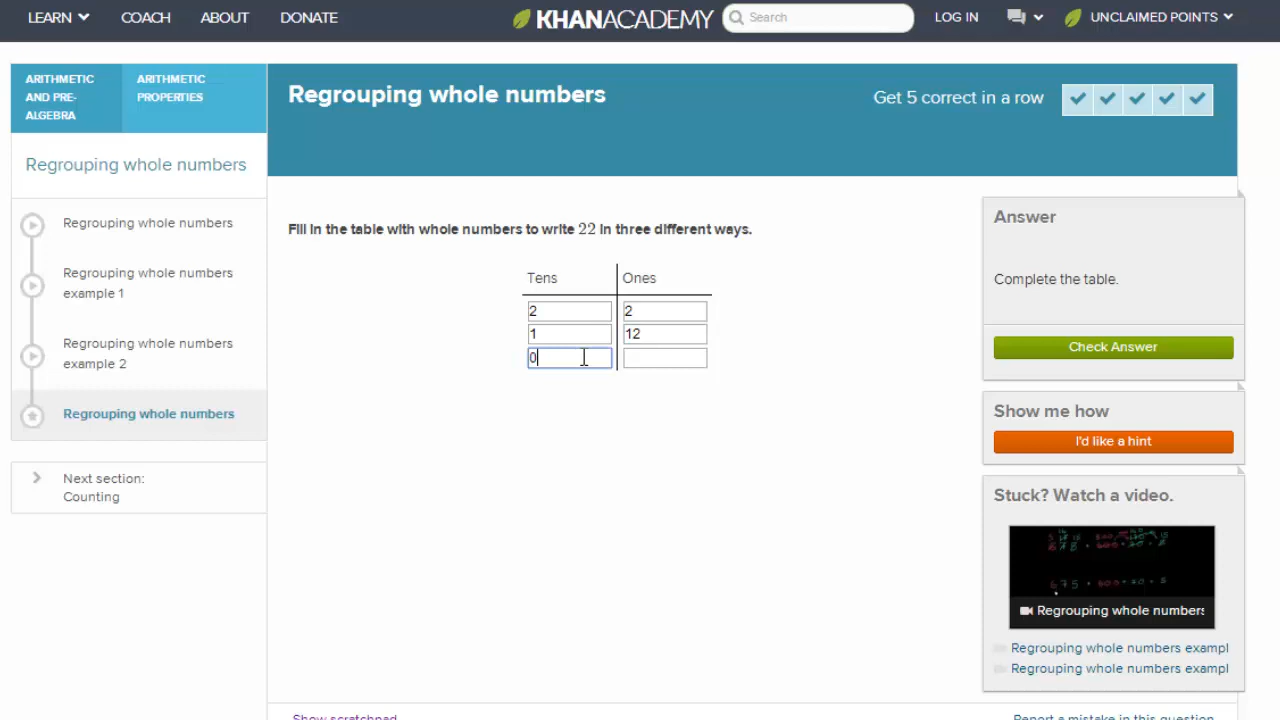 LEARN COACH ABOUT DONATE KHANACADEMY Search LOG IN UNCLAIMED POINTS
ARITHMETIC AND PRE-ALGEBRA
ARITHMETIC PROPERTIES
Regrouping whole numbers
Get 5 correct in a row
Regrouping whole numbers
Regrouping whole numbers
Regrouping whole numbers
example 1
Regrouping whole numbers
example 2
Regrouping whole numbers
Next section:
Counting
Fill in the table with whole numbers to write 22 in three different ways.
Tens Ones
2 2
1 12
0
Answer
Complete the table.
Check Answer
Show me how
I'd like a hint
Stuck? Watch a video.
Regrouping whole numbers
Regrouping whole numbers exampl
Regrouping whole numbers exampl
Show scratchpad
Report a mistake in this question